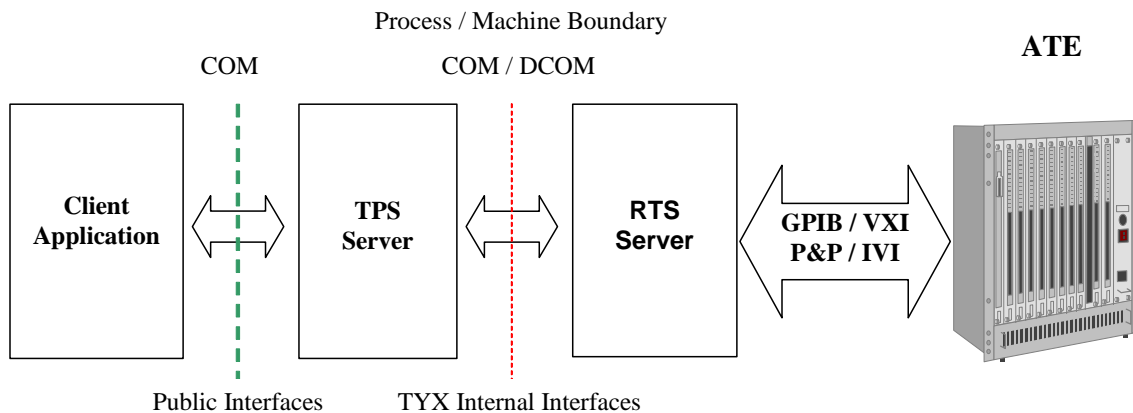 Process / Machine Boundary
ATE
COM
COM / DCOM
Client
Application
TPS
Server
RTS
Server
GPIB / VXI
P&P / IVI
Public Interfaces
TYX Internal Interfaces